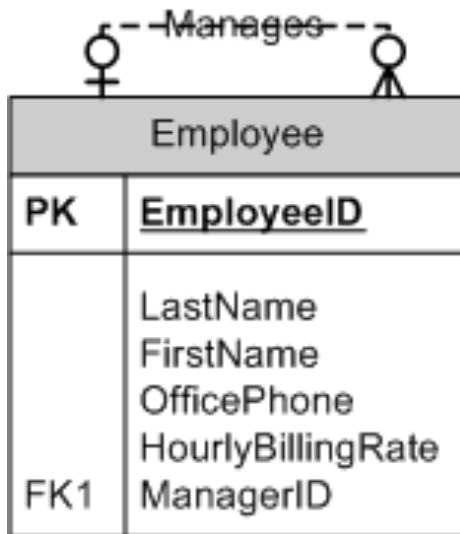 Manages
Employee
PK EmployeeID
LastName
FirstName
OfficePhone
HourlyBillingRate
FK1 ManagerID